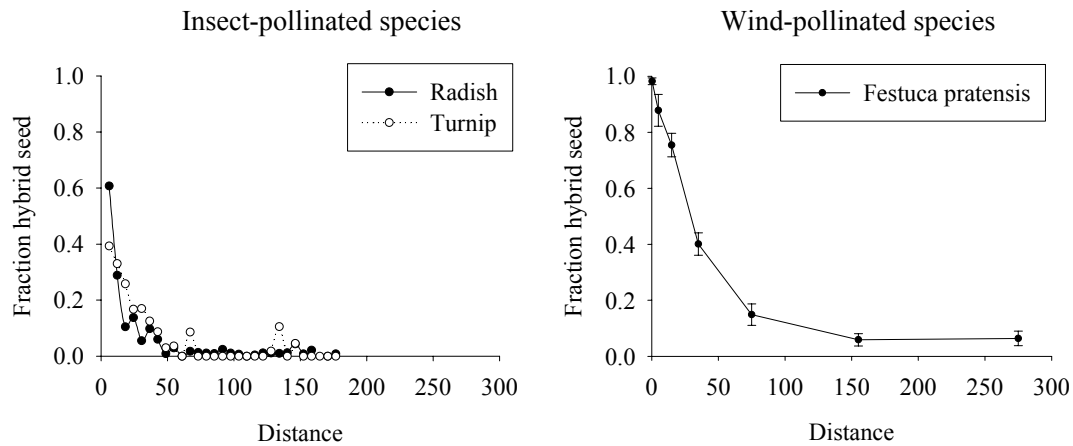 Insect-pollinated species
Fraction hybrid seed
1.0
0.8
0.6
0.4
0.2
0.0
Radish
Turnip
0 50 100 150 200 250 300
Distance
Wind-pollinated species
Fraction hybrid seed
1.0
0.8
0.6
0.4
0.2
0.0
Festuca pratensis
0 50 100 150 200 250 300
Distance